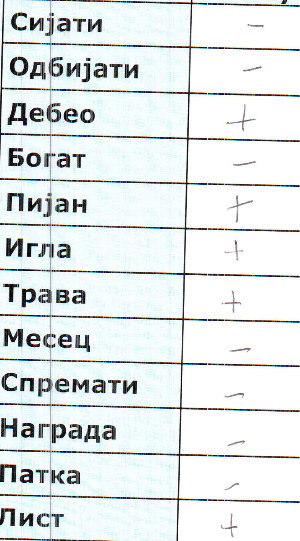 Сијати –
Одбијати –
Дебео +
Богат –
Пијан +
Игла +
Трава +
Месец –
Спремати –
Награда –
Патка –
Лист +